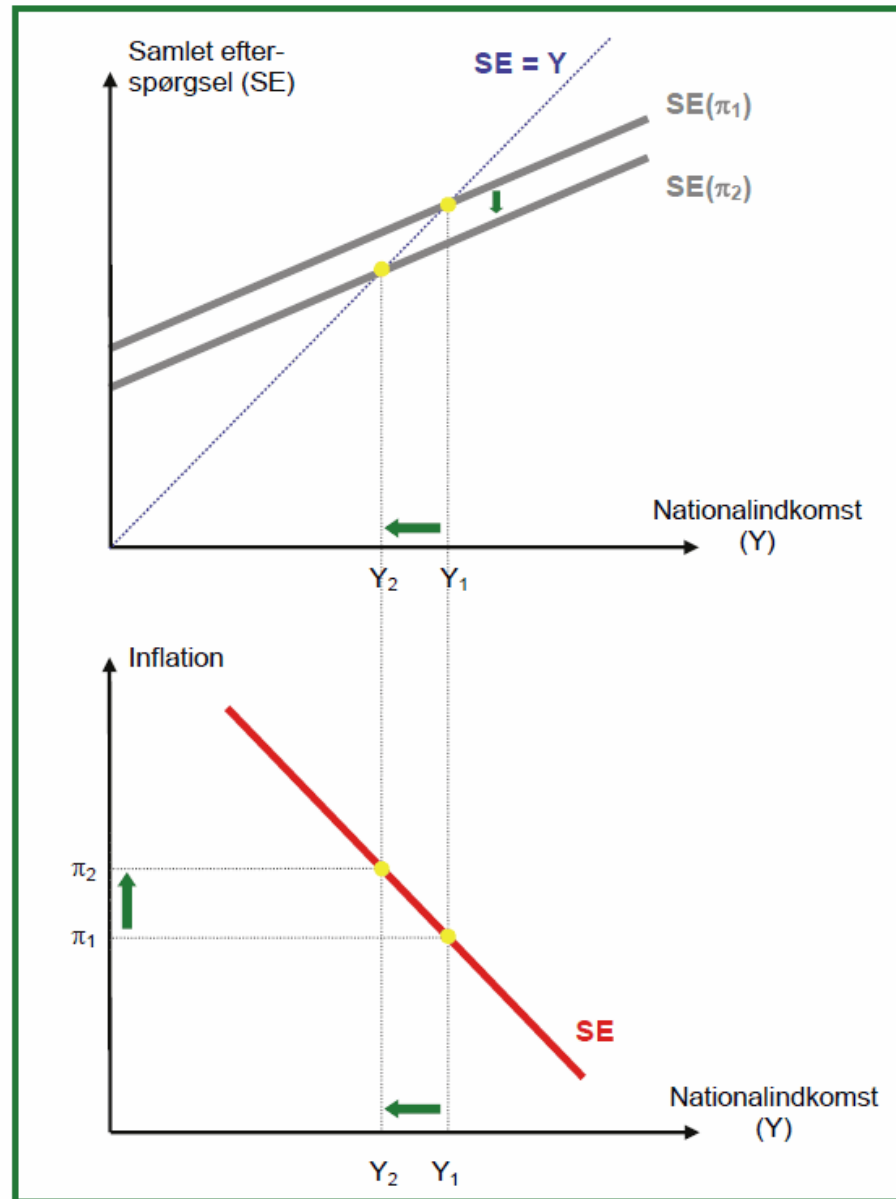 Samlet efter-
spørgsel (SE)
SE = Y
SE(π₁)
SE(π₂)
Nationalindkomst
(Y)
Y₂
Y₁
Inflation
π₂
π₁
SE
Nationalindkomst
(Y)
Y₂
Y₁